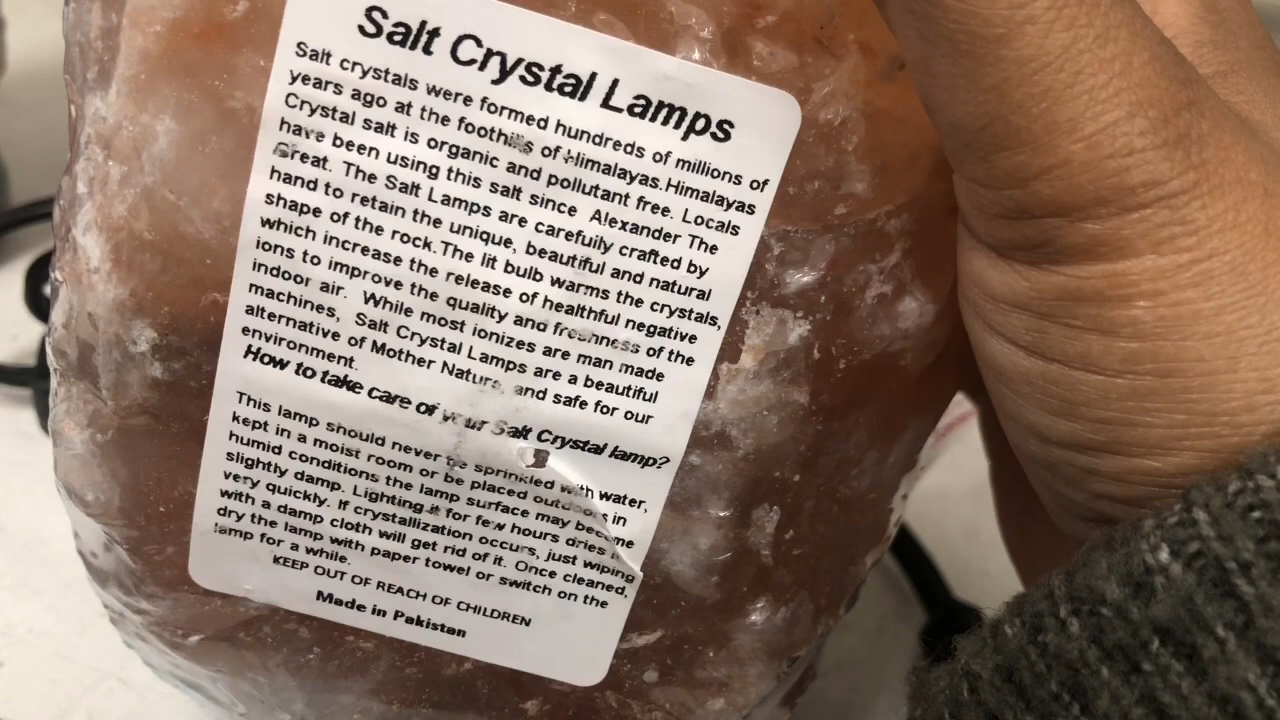 Salt Crystal Lamps
Salt crystals were formed hundreds of millions of
years ago at the foothills of Himalayas.Himalayas
Crystal salt is organic and pollutant free. Locals
have been using this salt since Alexander The
Great. The Salt Lamps are carefully crafted by
hand to retain the unique, beautiful and natural
shape of the rock.The lit bulb warms the crystals,
which increase the release of healthful negative
ions to improve the quality and freshness of the
indoor air. While most ionizes are man made
machines, Salt Crystal Lamps are a beautiful
alternative of Mother Nature, and safe for our
environment.
How to take care of your Salt Crystal lamp?
This lamp should never be sprinkled with water,
kept in a moist room or be placed outdoors in
humid conditions the lamp surface may become
slightly damp. Lighting it for few hours dries
very quickly. If crystallization occurs, just wiping
with a damp cloth will get rid of it. Once cleaned,
dry the lamp with paper towel or switch on the
lamp for a while.
KEEP OUT OF REACH OF CHILDREN
Made in Pakistan